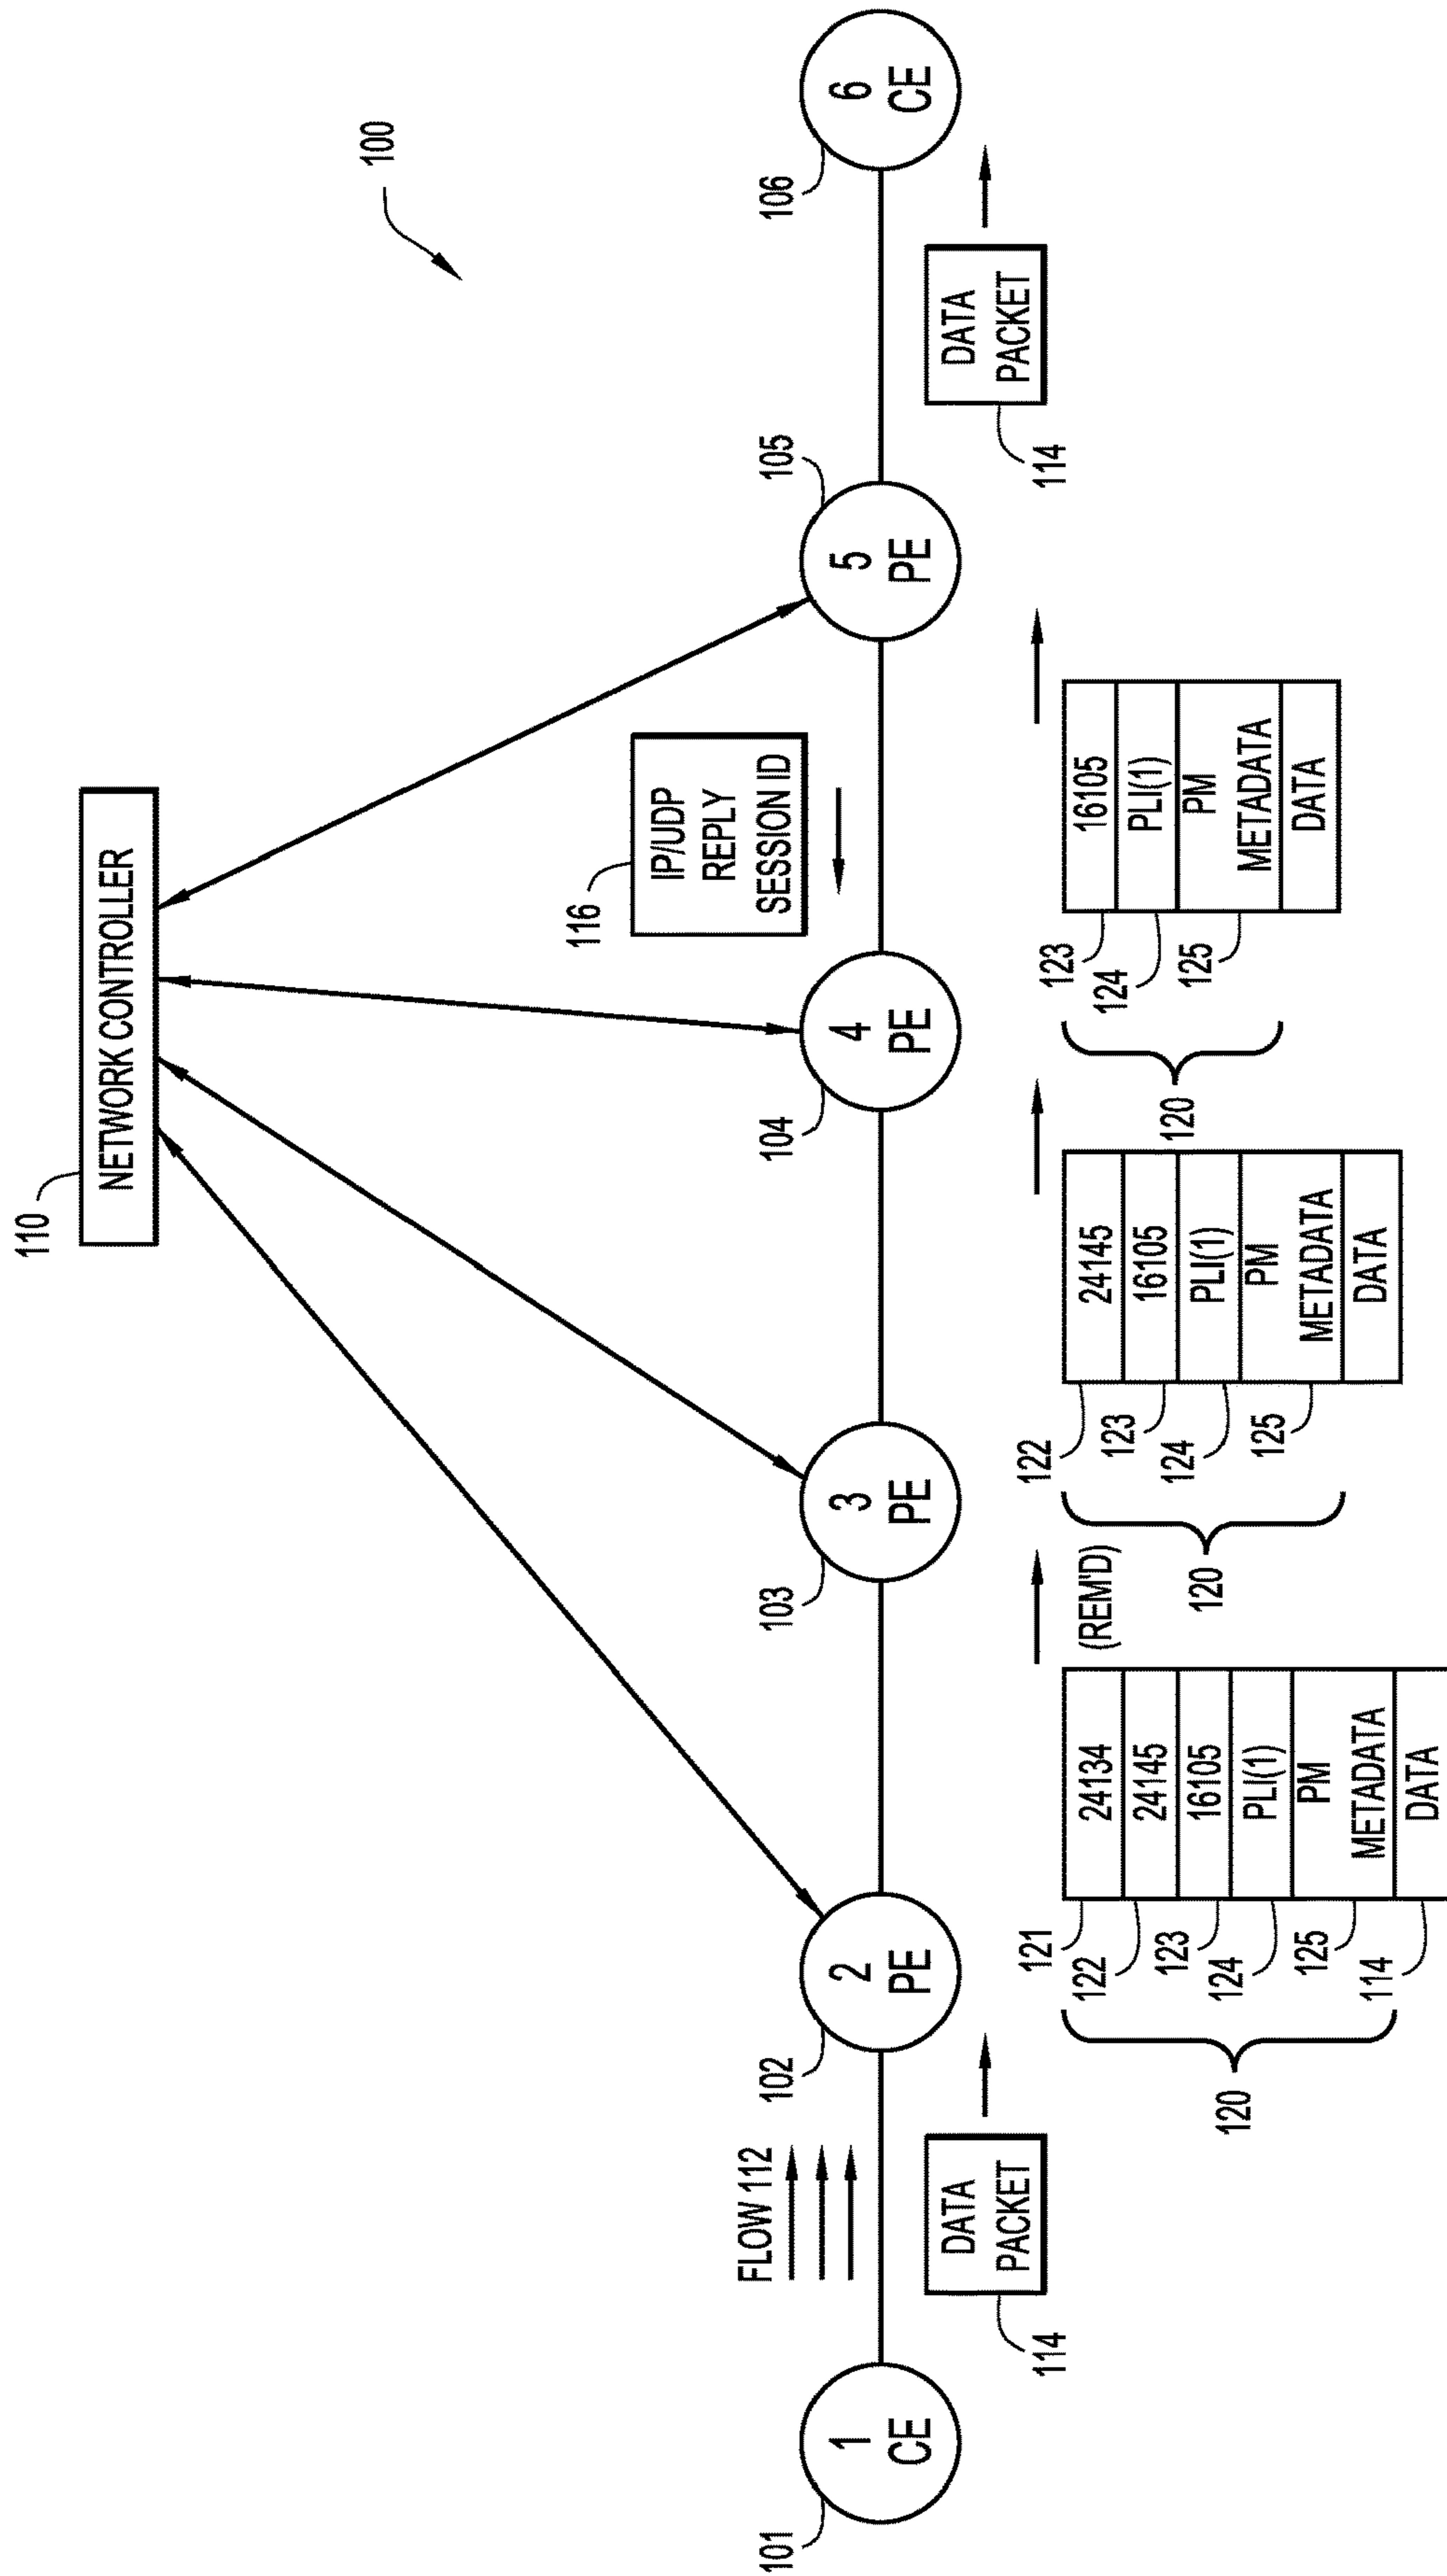 100
110
NETWORK CONTROLLER
116
IP/UDP
REPLY
SESSION ID
FLOW 112
101
1
CE
102
2
PE
103
3
PE
104
4
PE
105
5
PE
106
6
CE
DATA
PACKET
114
DATA
PACKET
114
121
24134
(REM'D)
122
24145
123
16105
124
PLI(1)
125
PM
METADATA
114
DATA
120
122
24145
123
16105
124
PLI(1)
125
PM
METADATA
DATA
120
123
16105
124
PLI(1)
125
PM
METADATA
DATA
120